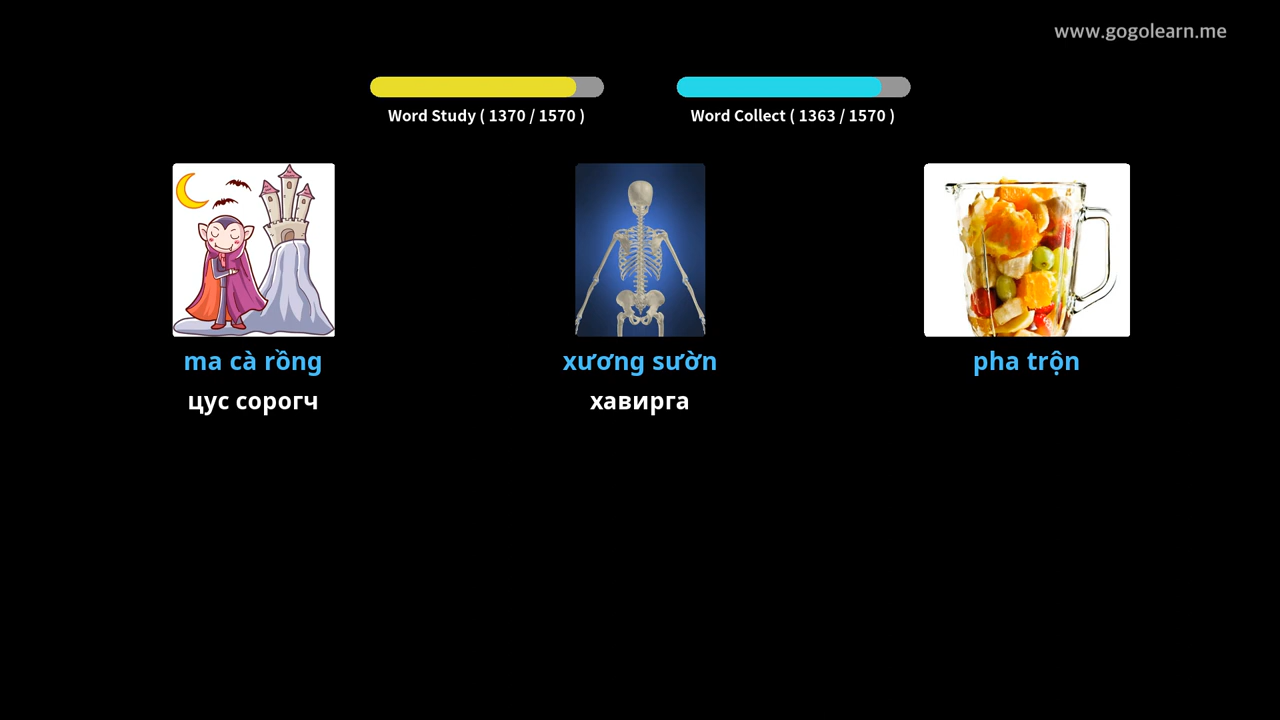 www.gogolearn.me
Word Study ( 1370 / 1570 )
Word Collect ( 1363 / 1570 )
ma cà rồng
xương sườn
pha trộn
цус сорогч
хавирга